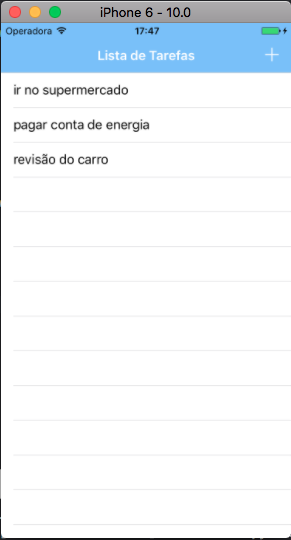 iPhone 6 - 10.0
Operadora 17:47
Lista de Tarefas +
ir no supermercado
pagar conta de energia
revisão do carro